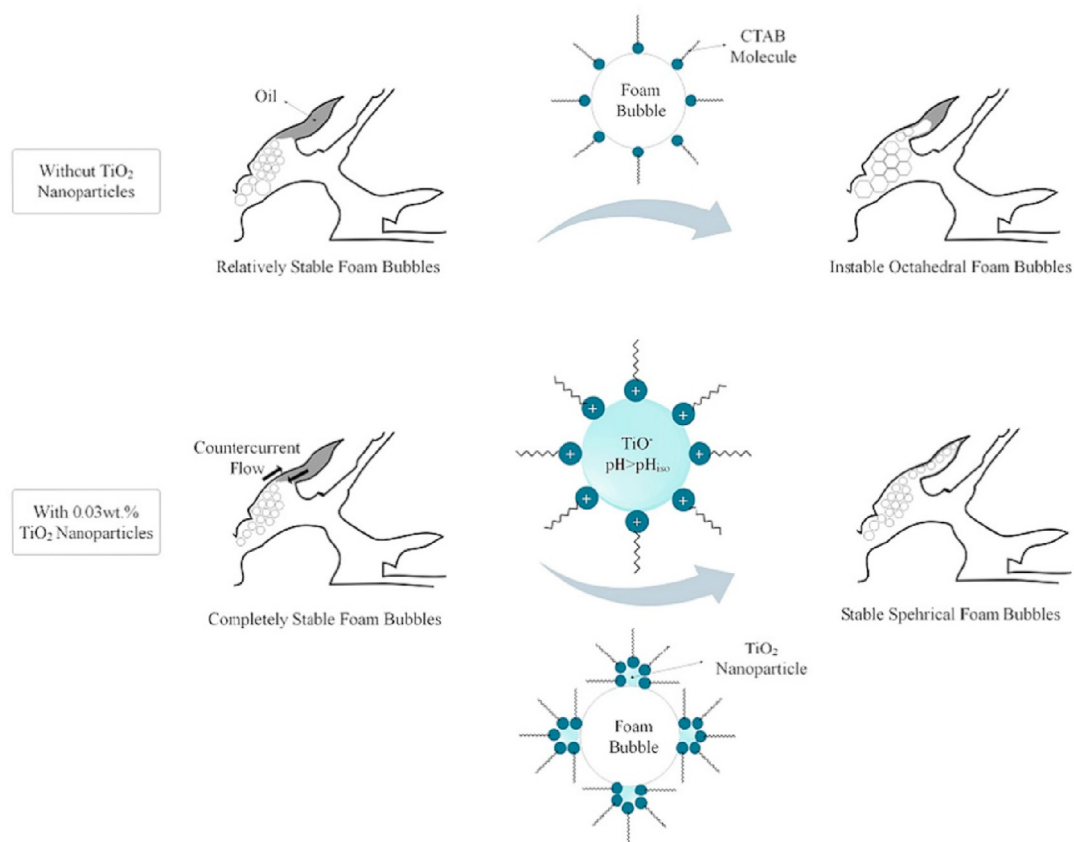 CTAB
Molecule
Oil
Foam
Bubble
Without TiO₂
Nanoparticles
Relatively Stable Foam Bubbles
Instable Octahedral Foam Bubbles
+
+
+
+
+
+
+
+
TiO⁻
pH>pHiso
Countercurrent
Flow
With 0.03wt.%
TiO₂ Nanoparticles
Completely Stable Foam Bubbles
Stable Spehrical Foam Bubbles
TiO₂
Nanoparticle
Foam
Bubble